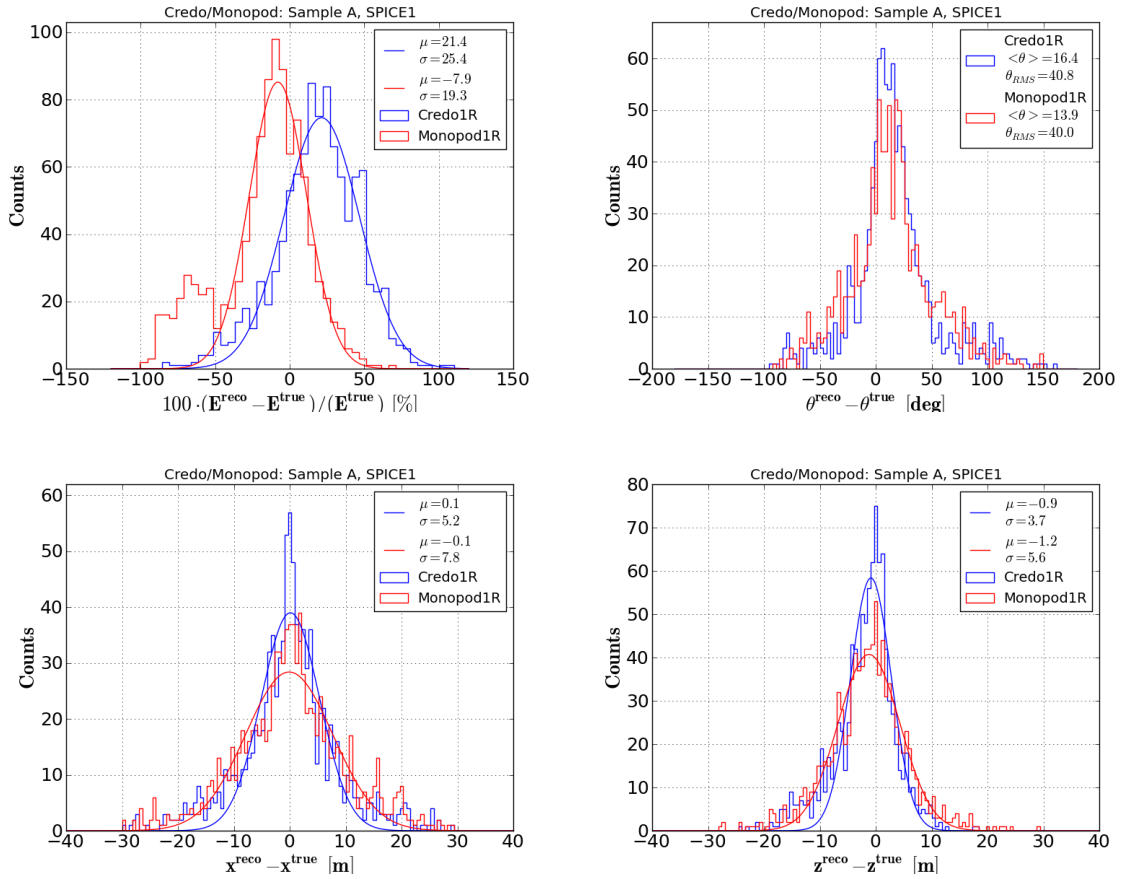 Credo/Monopod: Sample A, SPICE1
100
80
60
40
20
0
Counts
μ=21.4
σ=25.4
μ=−7.9
σ=19.3
Credo1R
Monopod1R
−150 −100 −50 0 50 100 150
100·(E^reco −E^true)/(E^true) [%]
Credo/Monopod: Sample A, SPICE1
70
60
50
40
30
20
10
0
Counts
Credo1R
<θ>=16.4
θ_RMS=40.8
Monopod1R
<θ>=13.9
θ_RMS=40.0
−200 −150 −100 −50 0 50 100 150 200
θ^reco −θ^true [deg]
Credo/Monopod: Sample A, SPICE1
60
50
40
30
20
10
0
Counts
μ=0.1
σ=5.2
μ=−0.1
σ=7.8
Credo1R
Monopod1R
−40 −30 −20 −10 0 10 20 30 40
x^reco −x^true [m]
Credo/Monopod: Sample A, SPICE1
80
70
60
50
40
30
20
10
0
Counts
μ=−0.9
σ=3.7
μ=−1.2
σ=5.6
Credo1R
Monopod1R
−40 −30 −20 −10 0 10 20 30 40
z^reco −z^true [m]